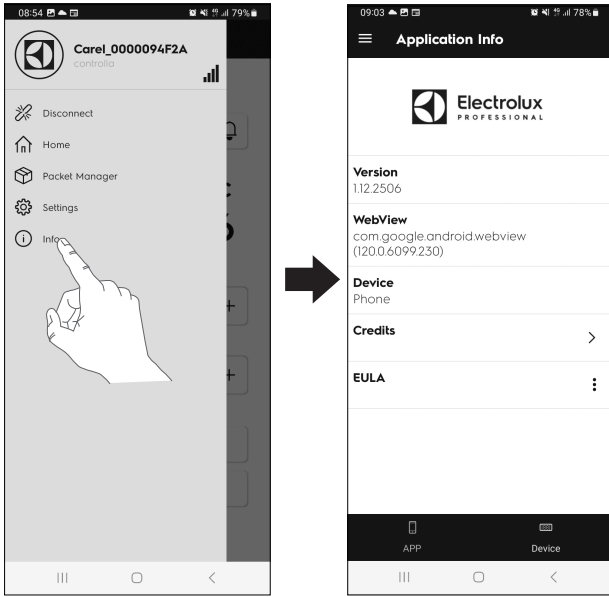 08:54
79%
Carel_0000094F2A
controlla
Disconnect
Home
Packet Manager
Settings
Info
09:03
78%
Application Info
Electrolux
PROFESSIONAL
Version
1.12.2506
WebView
com.google.android.webview
(120.0.6099.230)
Device
Phone
Credits
EULA
APP
Device